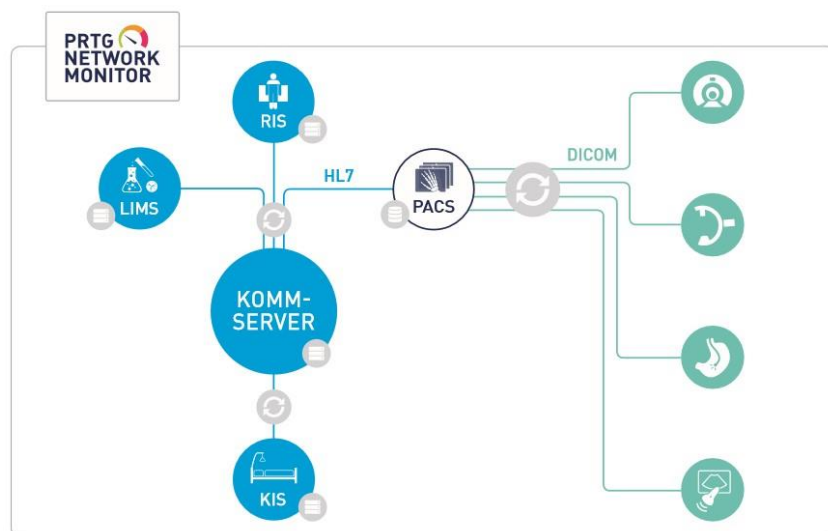 PRTG
NETWORK
MONITOR
RIS
LIMS
HL7
PACS
DICOM
KOMM-
SERVER
KIS